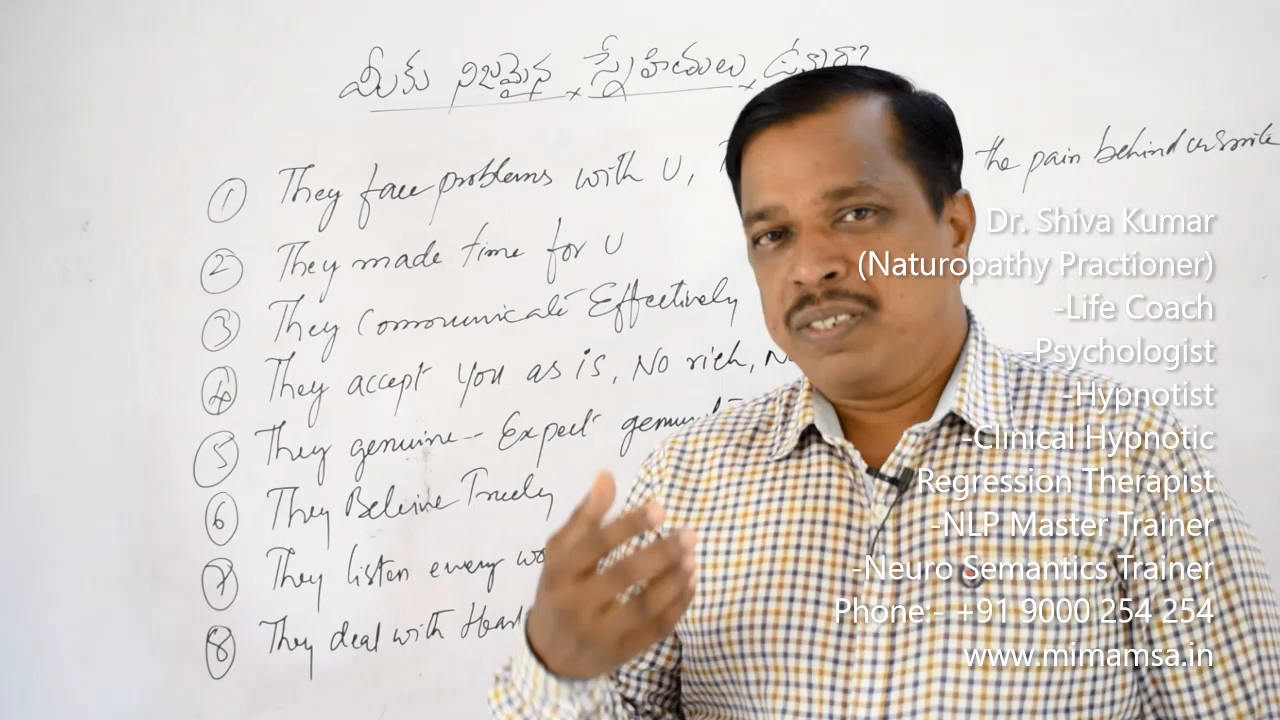 మీకు నిజమైన స్నేహితులు ఉన్నారా?
① They face problems with U, the pain behind ur smile
② They made time for U
③ They Communicate Effectively
④ They accept You as is, No rich,
⑤ They genuine-- Expect
⑥ They Beleive Truely
⑦ They listen every
⑧ They deal with Heart
Dr. Shiva Kumar
(Naturopathy Practioner)
-Life Coach
-Psychologist
-Hypnotist
-Clinical Hypnotic
Regression Therapist
-NLP Master Trainer
-Neuro Semantics Trainer
Phone:- +91 9000 254 254
www.mimamsa.in